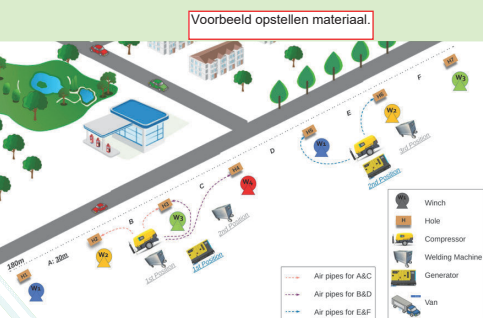 Voorbeeld opstellen materiaal.
H7
F
W3
H6
W2
E
3rd Position
H5
W1
2nd Position
D
H4
C
W4
H3
W3
2nd Position
B
H2
W2
1st Position
1st Position
180m
A: 30m
H1
W1
W1
Winch
H
Hole
Compressor
Welding Machine
Generator
Van
Air pipes for A&C
Air pipes for B&D
Air pipes for E&F